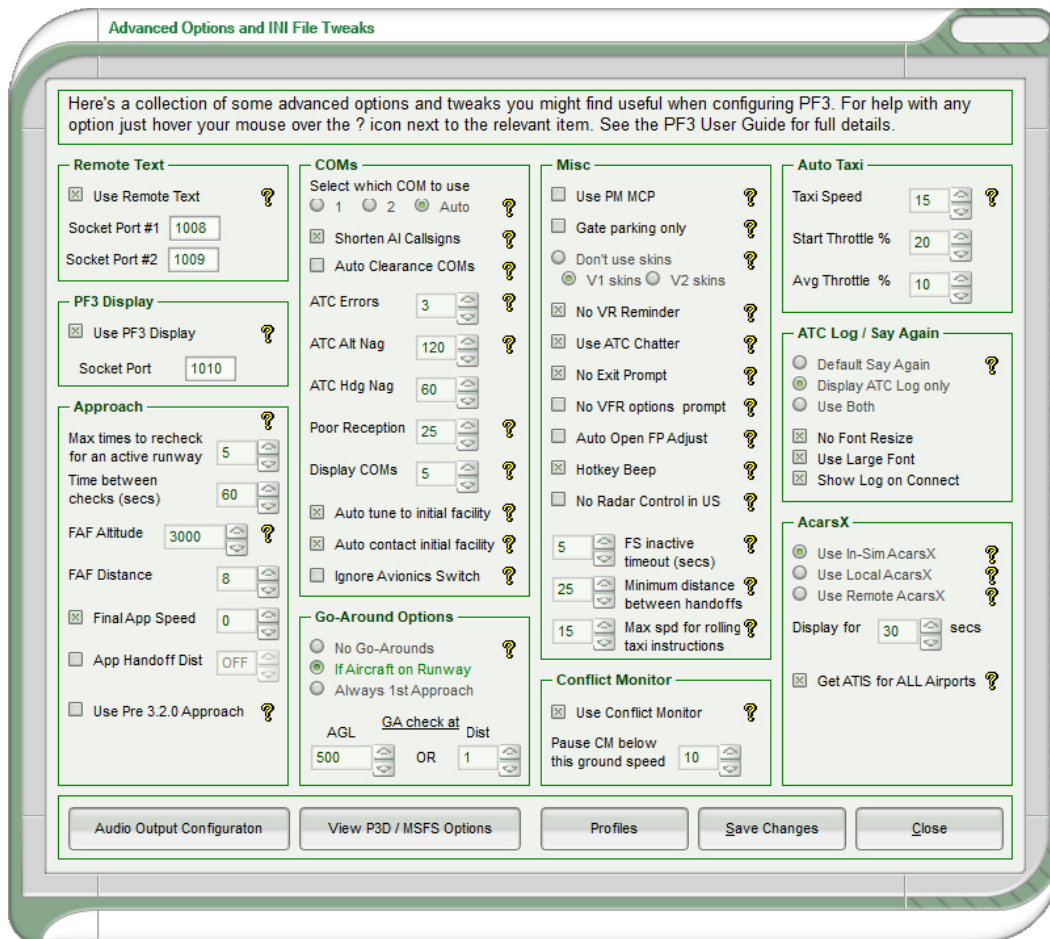 Advanced Options and INI File Tweaks
Here's a collection of some advanced options and tweaks you might find useful when configuring PF3. For help with any
option just hover your mouse over the ? icon next to the relevant item. See the PF3 User Guide for full details.
Remote Text
Use Remote Text ?
Socket Port #1 1008
Socket Port #2 1009
PF3 Display
Use PF3 Display ?
Socket Port 1010
Approach
?
Max times to recheck
for an active runway 5
Time between
checks (secs) 60
FAF Altitude 3000 ?
FAF Distance 8
Final App Speed 0
App Handoff Dist OFF
Use Pre 3.2.0 Approach ?
COMs
Select which COM to use
1 2 Auto ?
Shorten AI Callsigns ?
Auto Clearance COMs ?
ATC Errors 3 ?
ATC Alt Nag 120 ?
ATC Hdg Nag 60
Poor Reception 25 ?
Display COMs 5 ?
Auto tune to initial facility ?
Auto contact initial facility ?
Ignore Avionics Switch ?
Go-Around Options
No Go-Arounds ?
If Aircraft on Runway
Always 1st Approach
GA check at
AGL Dist
500 OR 1
Misc
Use PM MCP ?
Gate parking only ?
Don't use skins ?
V1 skins V2 skins
No VR Reminder ?
Use ATC Chatter ?
No Exit Prompt ?
No VFR options prompt ?
Auto Open FP Adjust ?
Hotkey Beep ?
No Radar Control in US ?
5 FS inactive
timeout (secs) ?
25 Minimum distance ?
between handoffs
15 Max spd for rolling ?
taxi instructions
Conflict Monitor
Use Conflict Monitor ?
Pause CM below
this ground speed 10
Auto Taxi
Taxi Speed 15 ?
Start Throttle % 20
Avg Throttle % 10
ATC Log / Say Again
Default Say Again ?
Display ATC Log only
Use Both
No Font Resize
Use Large Font
Show Log on Connect
AcarsX
Use In-Sim AcarsX ?
Use Local AcarsX ?
Use Remote AcarsX ?
Display for 30 secs
Get ATIS for ALL Airports ?
Audio Output Configuraton
View P3D / MSFS Options
Profiles
Save Changes
Close